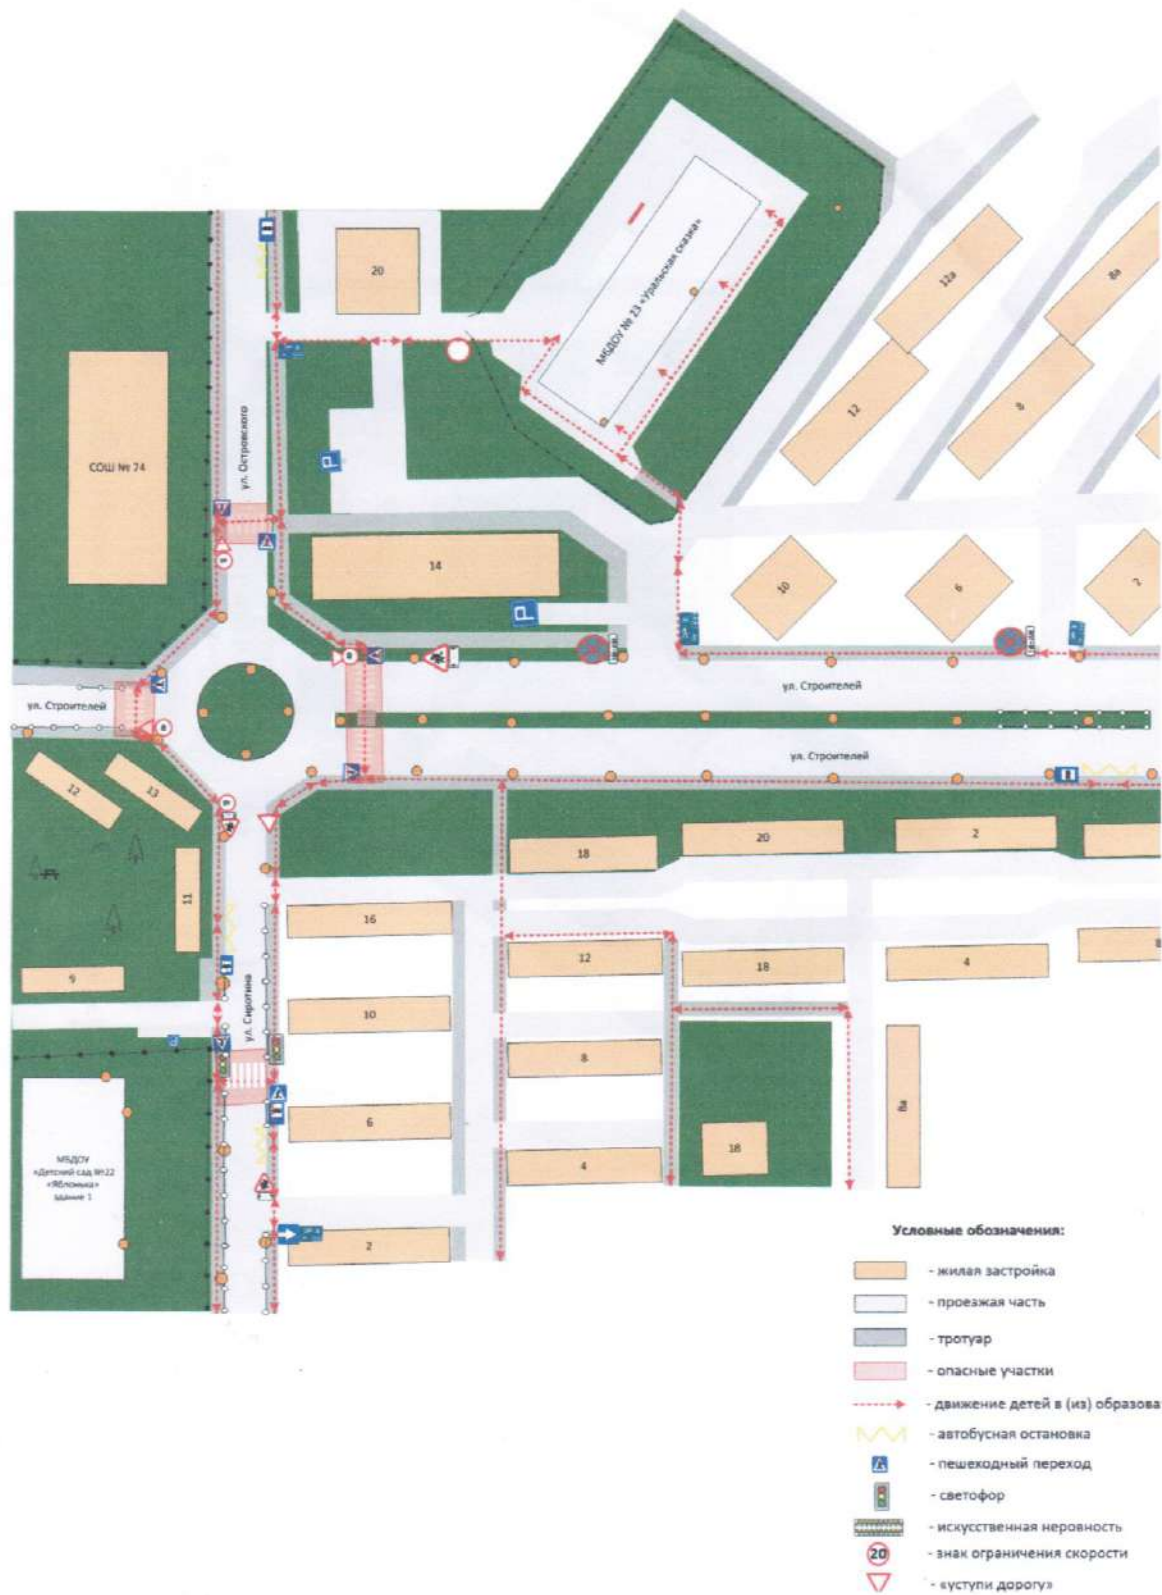 20
МБДОУ № 23 «Уральская сказка»
12а
8а
12
8
СОШ № 74
ул. Островского
P
14
P
10
6
2
ул. Строителей
ул. Строителей
ул. Строителей
12
13
11
9
18
20
2
16
12
18
4
8
ул. Сиротина
10
8
8а
6
18
4
2
МБДОУ
«Детский сад №22
«Яблонька»
здание 1
Условные обозначения:
- жилая застройка
- проезжая часть
- тротуар
- опасные участки
- движение детей в (из) образова
- автобусная остановка
- пешеходный переход
- светофор
- искусственная неровность
20 - знак ограничения скорости
- «уступи дорогу»